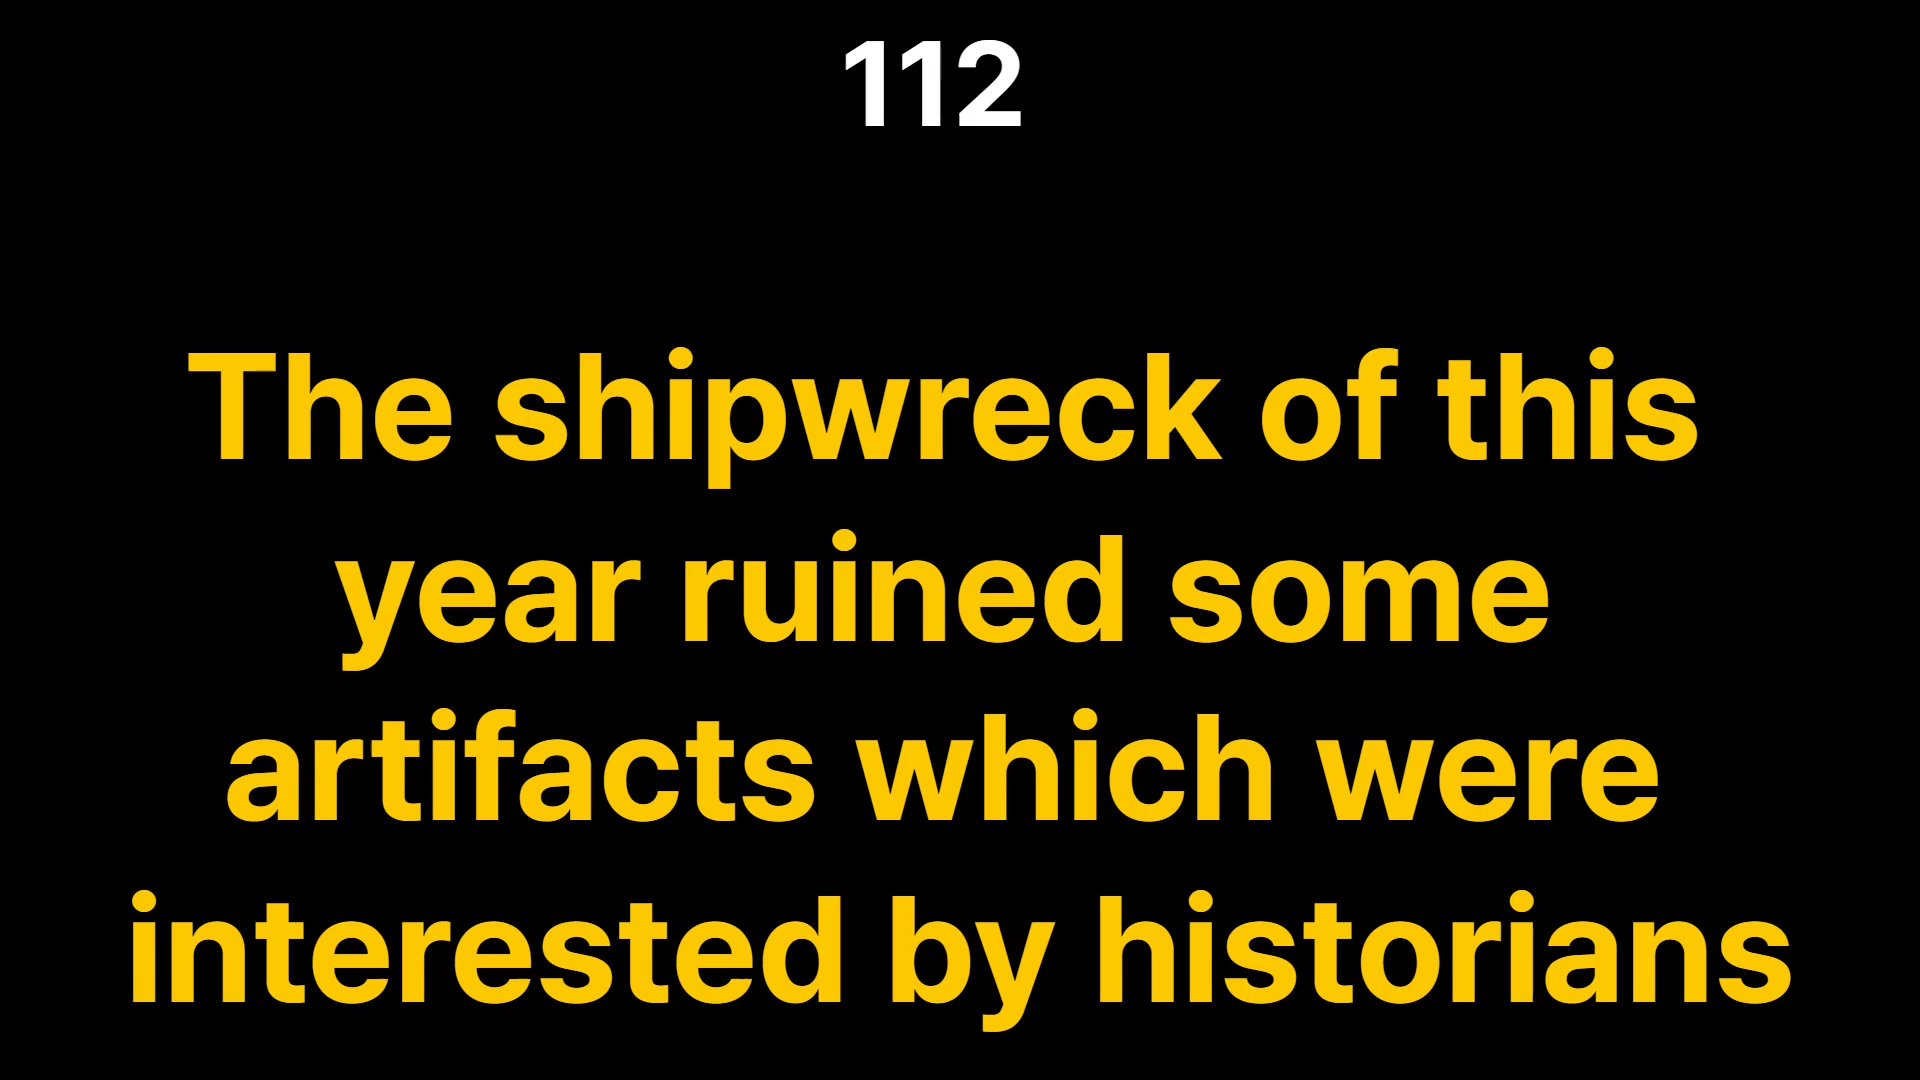 112
The shipwreck of this
year ruined some
artifacts which were
interested by historians